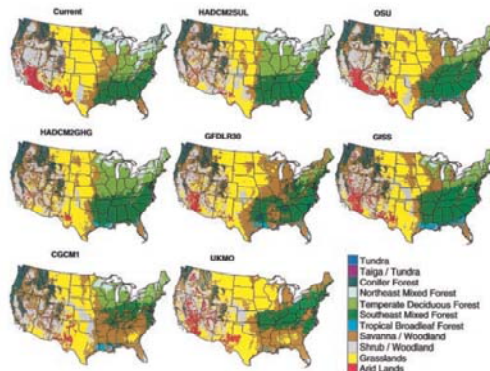 Current
HADCM2SUL
OSU
HADCM2GHG
GFDLR30
GISS
CGCM1
UKMO
Tundra
Taiga / Tundra
Conifer Forest
Northeast Mixed Forest
Temperate Deciduous Forest
Southeast Mixed Forest
Tropical Broadleaf Forest
Savanna / Woodland
Shrub / Woodland
Grasslands
Arid Lands